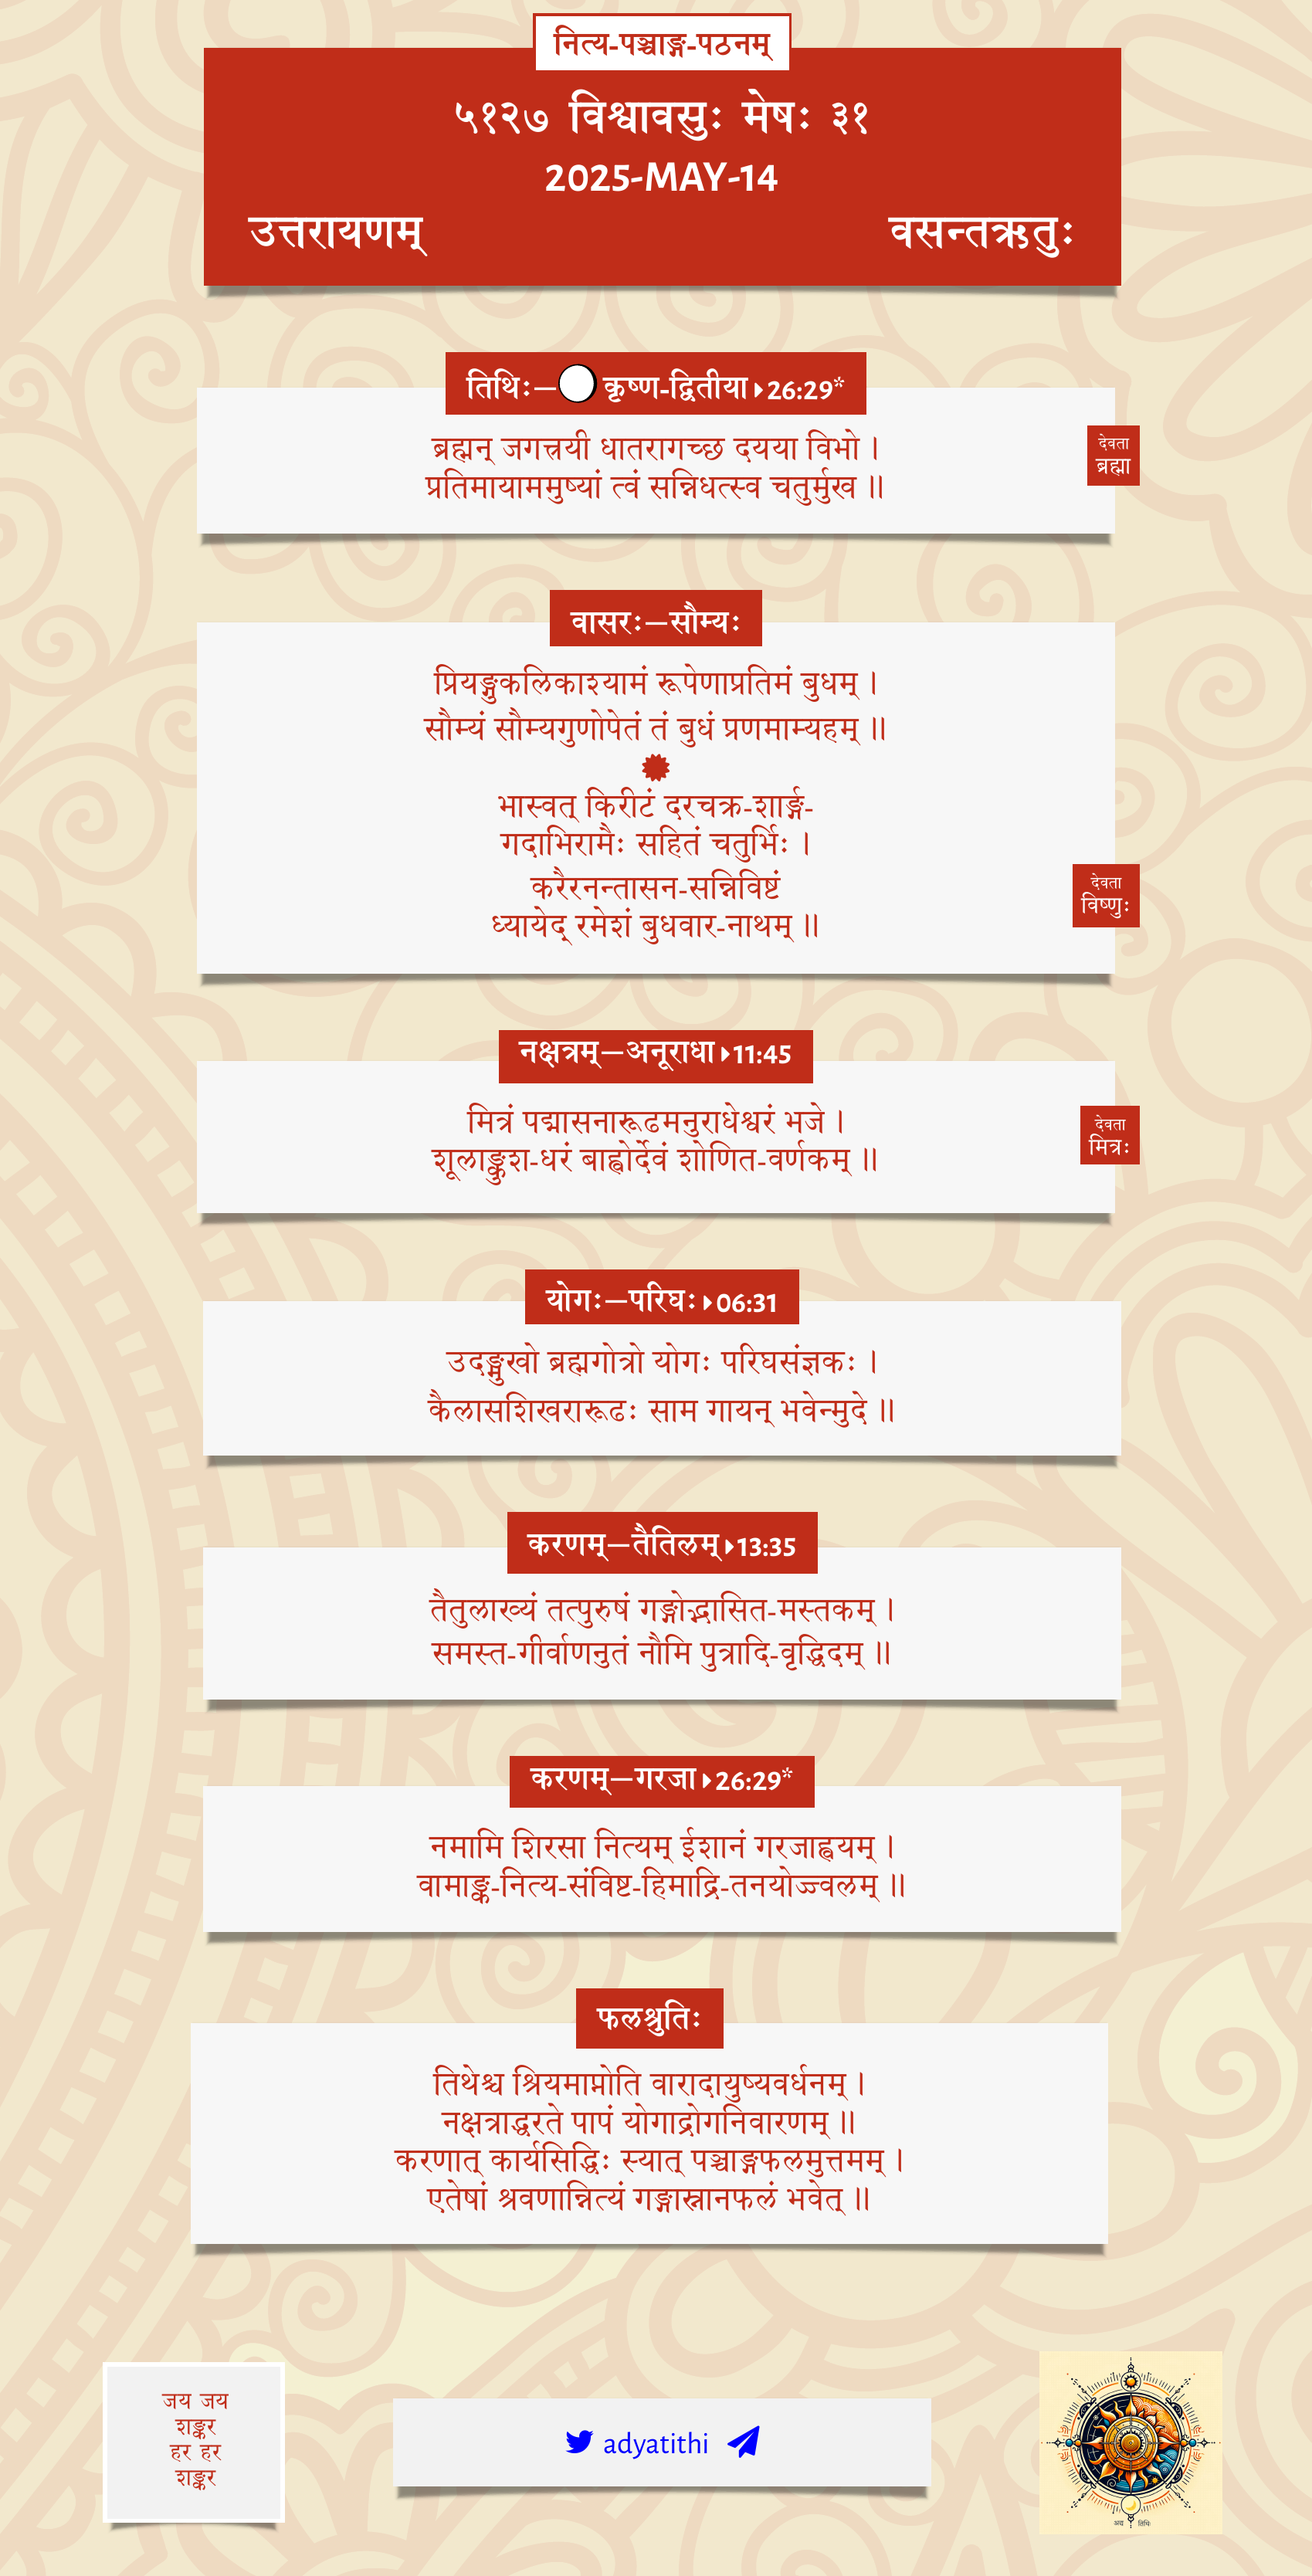 नित्य-पञ्चाङ्ग-पठनम्
५१२७ विश्वावसुः मेषः ३१
2025-MAY-14
उत्तरायणम् वसन्तऋतुः
तिथिः— कृष्ण-द्वितीया 26:29*
ब्रह्मन् जगत्त्रयी धातरागच्छ दयया विभो ।
प्रतिमायाममुष्यां त्वं सन्निधत्स्व चतुर्मुख ॥
देवता
ब्रह्मा
वासरः—सौम्यः
प्रियङ्गुकलिकाश्यामं रूपेणाप्रतिमं बुधम् ।
सौम्यं सौम्यगुणोपेतं तं बुधं प्रणमाम्यहम् ॥
भास्वत् किरीटं दरचक्र-शार्ङ्ग-
गदाभिरामैः सहितं चतुर्भिः ।
करैरनन्तासन-सन्निविष्टं
ध्यायेद् रमेशं बुधवार-नाथम् ॥
देवता
विष्णुः
नक्षत्रम्—अनूराधा 11:45
मित्रं पद्मासनारूढमनुराधेश्वरं भजे ।
शूलाङ्कुश-धरं बाह्वोर्देवं शोणित-वर्णकम् ॥
देवता
मित्रः
योगः—परिघः 06:31
उदङ्मुखो ब्रह्मगोत्रो योगः परिघसंज्ञकः ।
कैलासशिखरारूढः साम गायन् भवेन्मुदे ॥
करणम्—तैतिलम् 13:35
तैतुलाख्यं तत्पुरुषं गङ्गोद्भासित-मस्तकम् ।
समस्त-गीर्वाणनुतं नौमि पुत्रादि-वृद्धिदम् ॥
करणम्—गरजा 26:29*
नमामि शिरसा नित्यम् ईशानं गरजाह्वयम् ।
वामाङ्क-नित्य-संविष्ट-हिमाद्रि-तनयोज्ज्वलम् ॥
फलश्रुतिः
तिथेश्च श्रियमाप्नोति वारादायुष्यवर्धनम् ।
नक्षत्राद्धरते पापं योगाद्रोगनिवारणम् ॥
करणात् कार्यसिद्धिः स्यात् पञ्चाङ्गफलमुत्तमम् ।
एतेषां श्रवणान्नित्यं गङ्गास्नानफलं भवेत् ॥
जय जय
शङ्कर
हर हर
शङ्कर
adyatithi
अद्य तिथिः